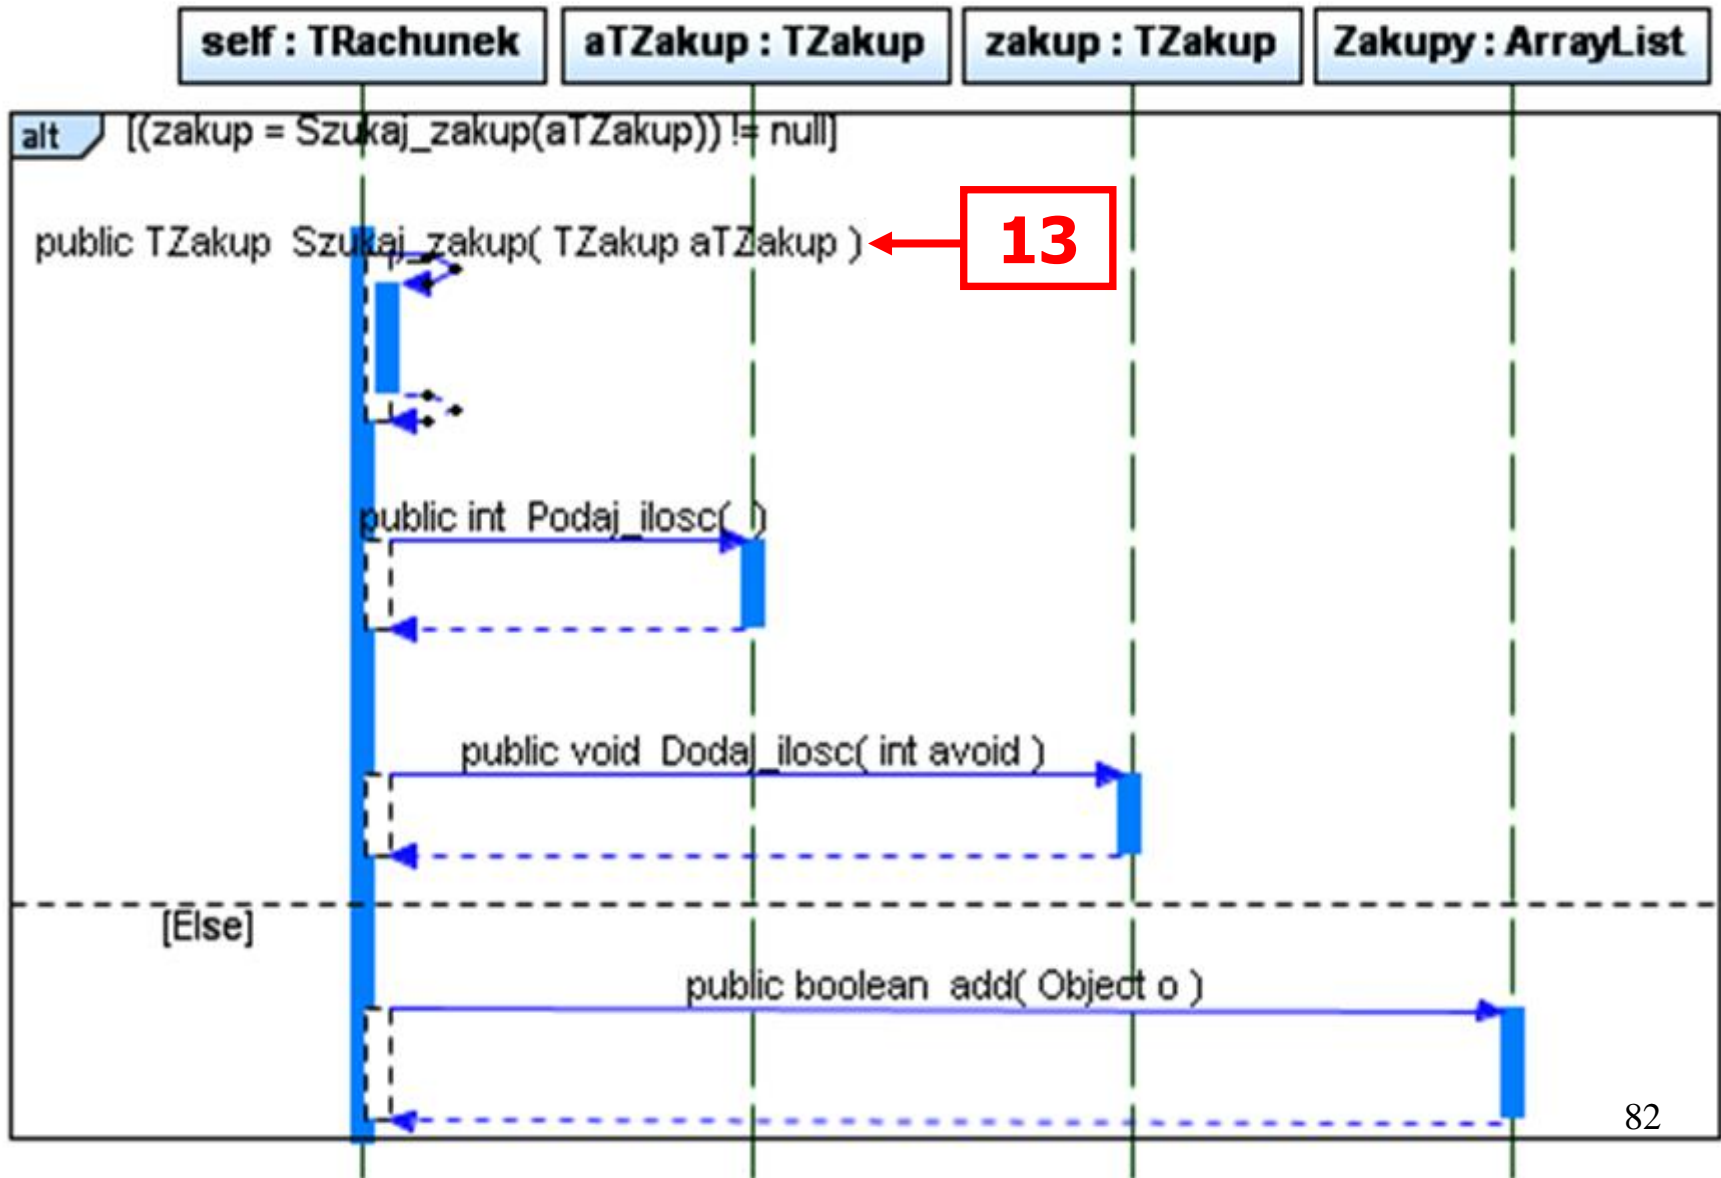 self : TRachunek
aTZakup : TZakup
zakup : TZakup
Zakupy : ArrayList
alt
[(zakup = Szukaj_zakup(aTZakup)) != null]
public TZakup Szukaj_zakup( TZakup aTZakup )
13
public int Podaj_ilosc( )
public void Dodaj_ilosc( int avoid )
[Else]
public boolean add( Object o )
82